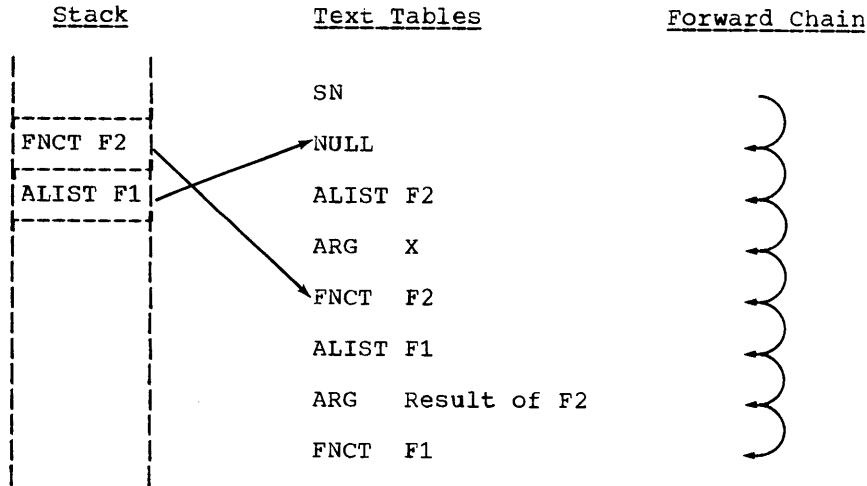 Stack Text Tables Forward Chain
SN
FNCT F2 NULL
ALIST F1 ALIST F2
ARG X
FNCT F2
ALIST F1
ARG Result of F2
FNCT F1